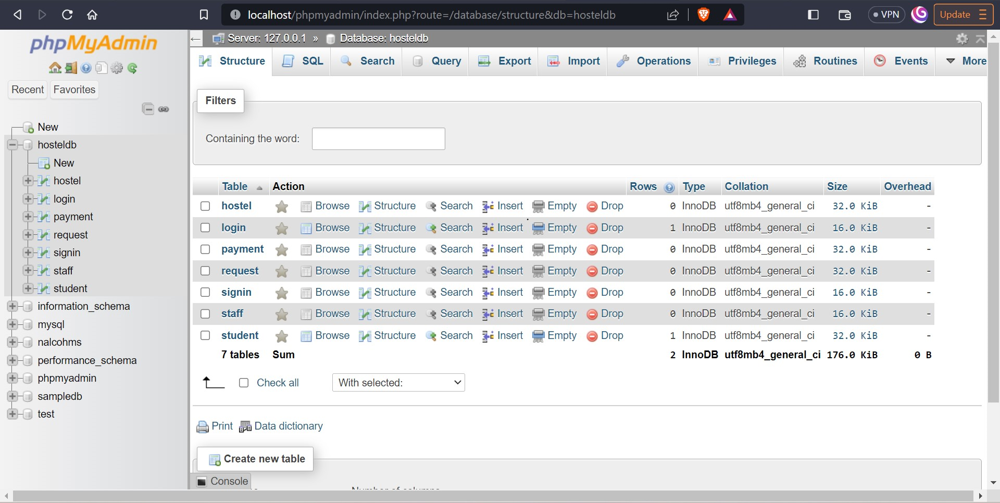 localhost/phpmyadmin/index.php?route=/database/structure&db=hosteldb
VPN
Update
phpMyAdmin
Recent
Favorites
New
hosteldb
New
hostel
login
payment
request
signin
staff
student
information_schema
mysql
nalcohms
performance_schema
phpmyadmin
sampledb
test
Server: 127.0.0.1 » Database: hosteldb
Structure SQL Search Query Export Import Operations Privileges Routines Events More
Filters
Containing the word:
Table Action Rows Type Collation Size Overhead
hostel Browse Structure Search Insert Empty Drop 0 InnoDB utf8mb4_general_ci 32.0 KiB -
login Browse Structure Search Insert Empty Drop 1 InnoDB utf8mb4_general_ci 16.0 KiB -
payment Browse Structure Search Insert Empty Drop 0 InnoDB utf8mb4_general_ci 32.0 KiB -
request Browse Structure Search Insert Empty Drop 0 InnoDB utf8mb4_general_ci 32.0 KiB -
signin Browse Structure Search Insert Empty Drop 0 InnoDB utf8mb4_general_ci 16.0 KiB -
staff Browse Structure Search Insert Empty Drop 0 InnoDB utf8mb4_general_ci 16.0 KiB -
student Browse Structure Search Insert Empty Drop 1 InnoDB utf8mb4_general_ci 32.0 KiB -
7 tables Sum 2 InnoDB utf8mb4_general_ci 176.0 KiB 0 B
Check all
With selected:
Print Data dictionary
Create new table
Console
Number of columns